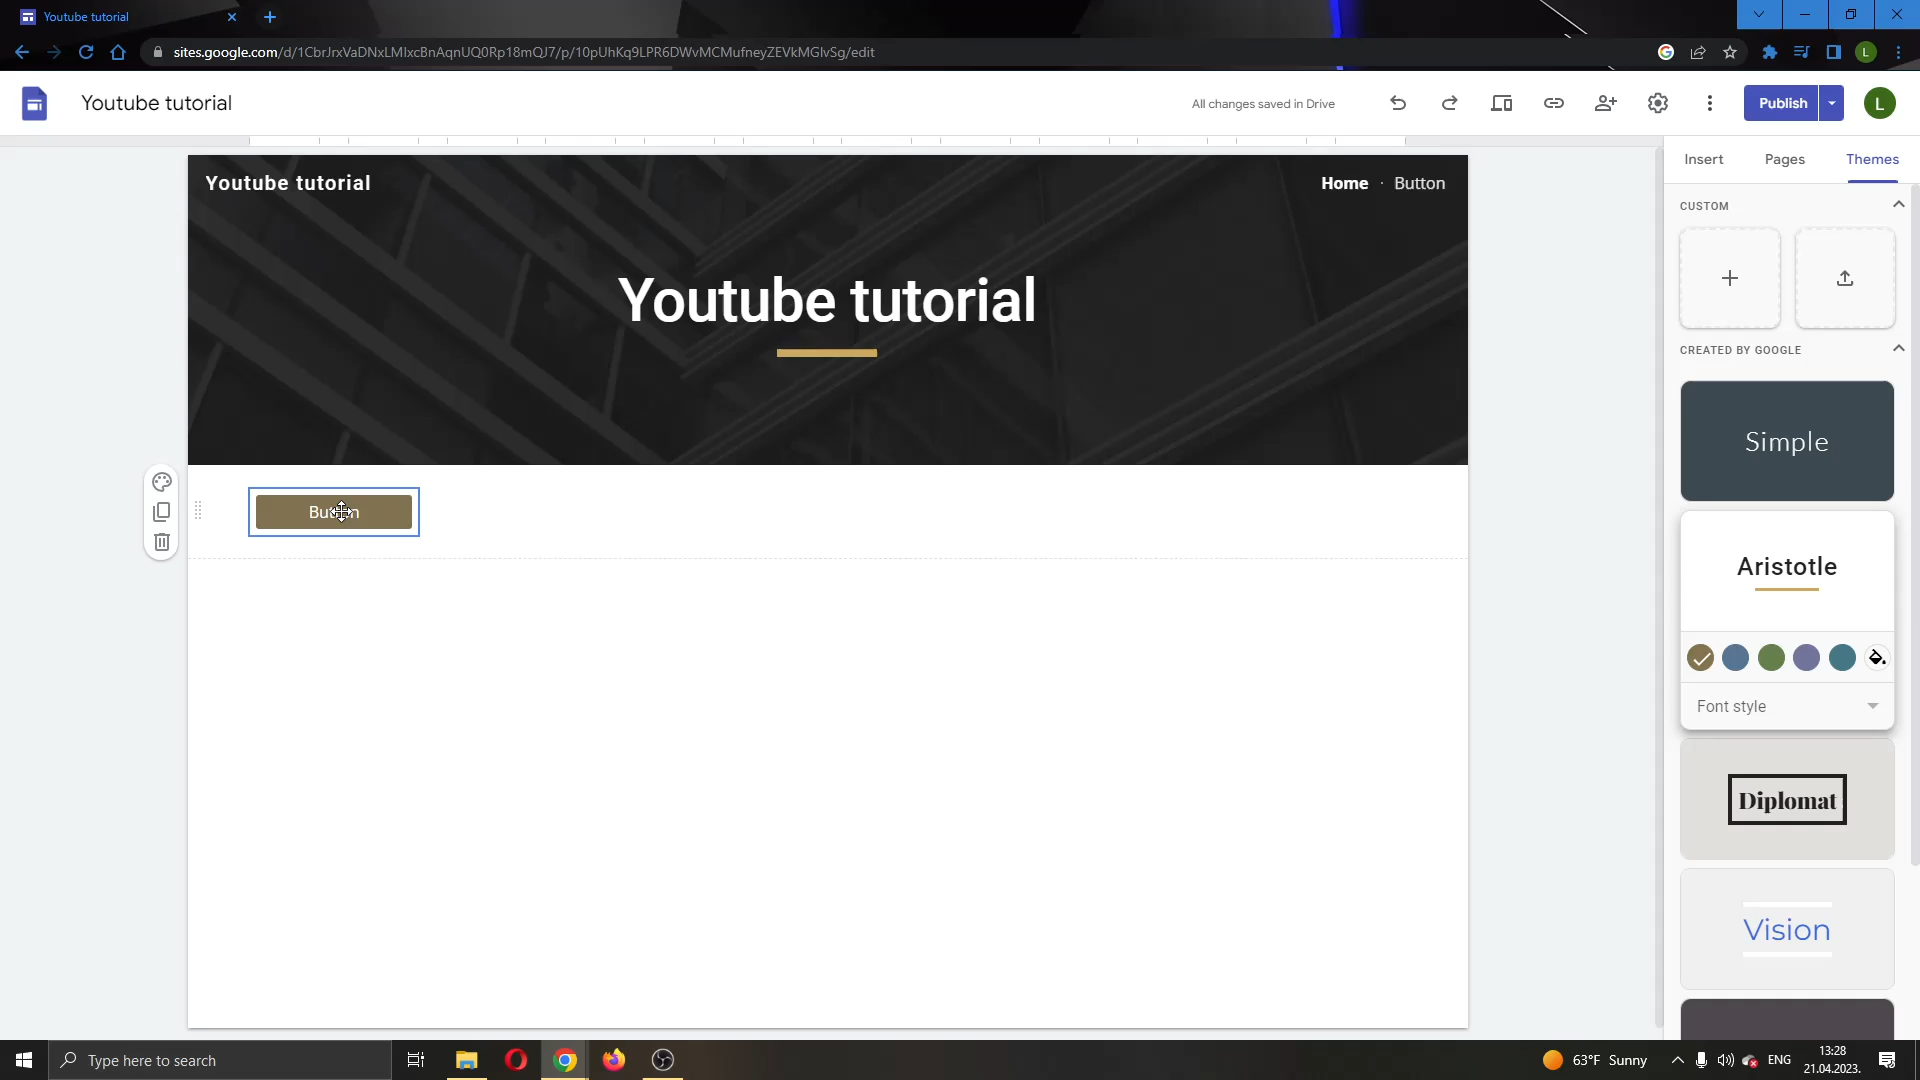 Youtube tutorial
sites.google.com/d/1CbrJrxVaDNxLMIxcBnAqnUQ0Rp18mQJ7/p/10pUhKq9LPR6DWvMCMufneyZEVkMGlvSg/edit
L
Youtube tutorial
All changes saved in Drive
Publish
L
Insert
Pages
Themes
Youtube tutorial
Home · Button
CUSTOM
Youtube tutorial
CREATED BY GOOGLE
Simple
Button
Aristotle
Font style
Diplomat
Vision
Type here to search
63°F Sunny
ENG
13:28
21.04.2023.